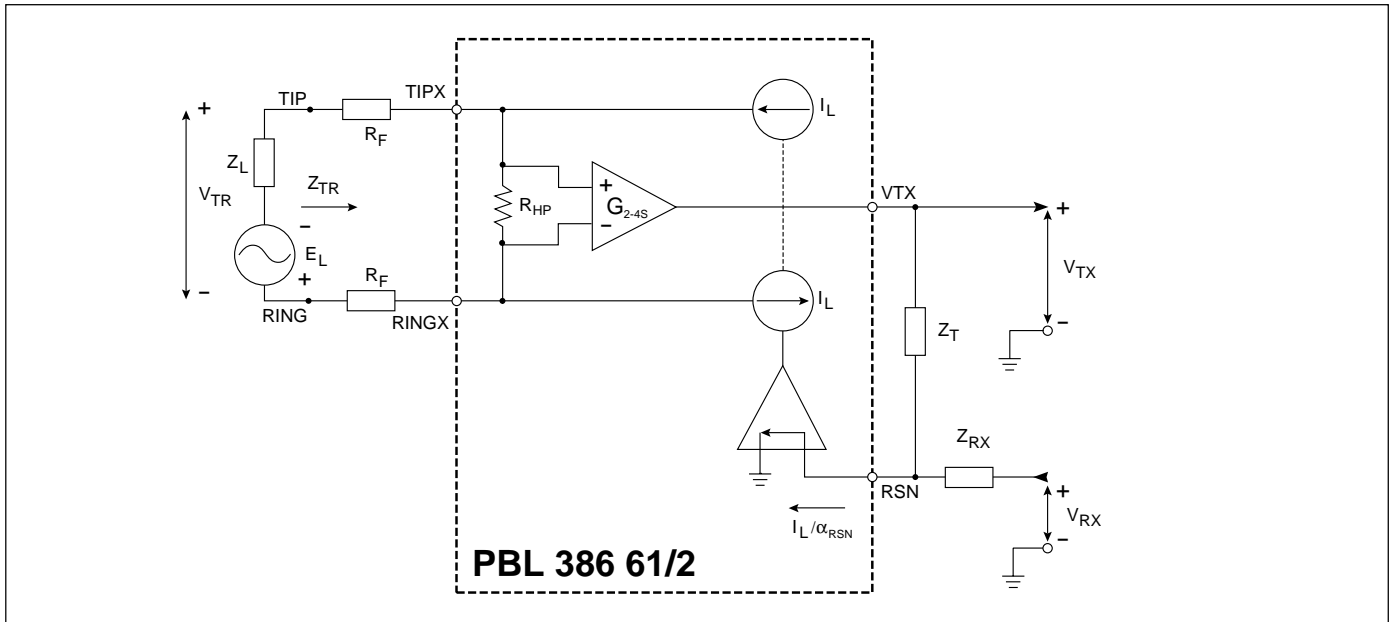 TIP
TIPX
+
R_F
I_L
Z_L
+
V_TR
Z_TR
R_HP
G_2-4S
VTX
+
−
−
E_L
V_TX
+
R_F
I_L
−
RING
RINGX
Z_T
−
Z_RX
RSN
+
V_RX
I_L/α_RSN
−
PBL 386 61/2